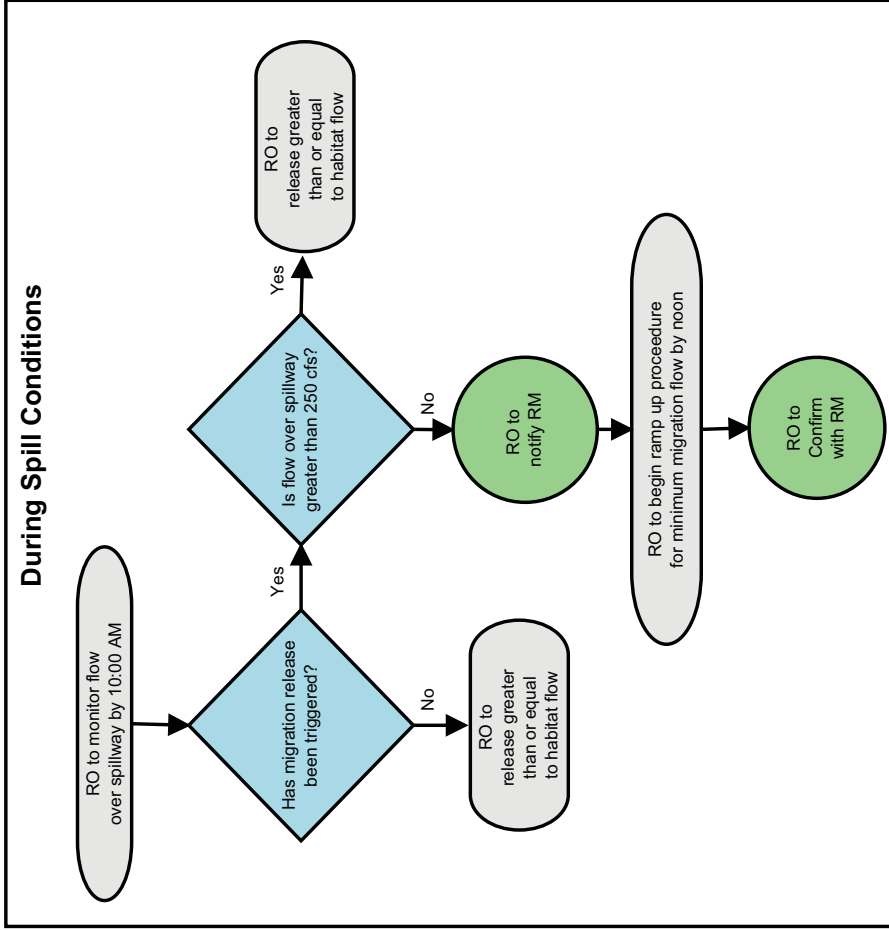 During Spill Conditions
RO to monitor flow
over spillway by 10:00 AM
Has migration release
been triggered?
Yes
No
RO to
release greater
than or equal
to habitat flow
Is flow over spillway
greater than 250 cfs?
Yes
RO to
release greater
than or equal
to habitat flow
No
RO to
notify RM
RO to begin ramp up proceedure
for minimum migration flow by noon
RO to
Confirm
with RM